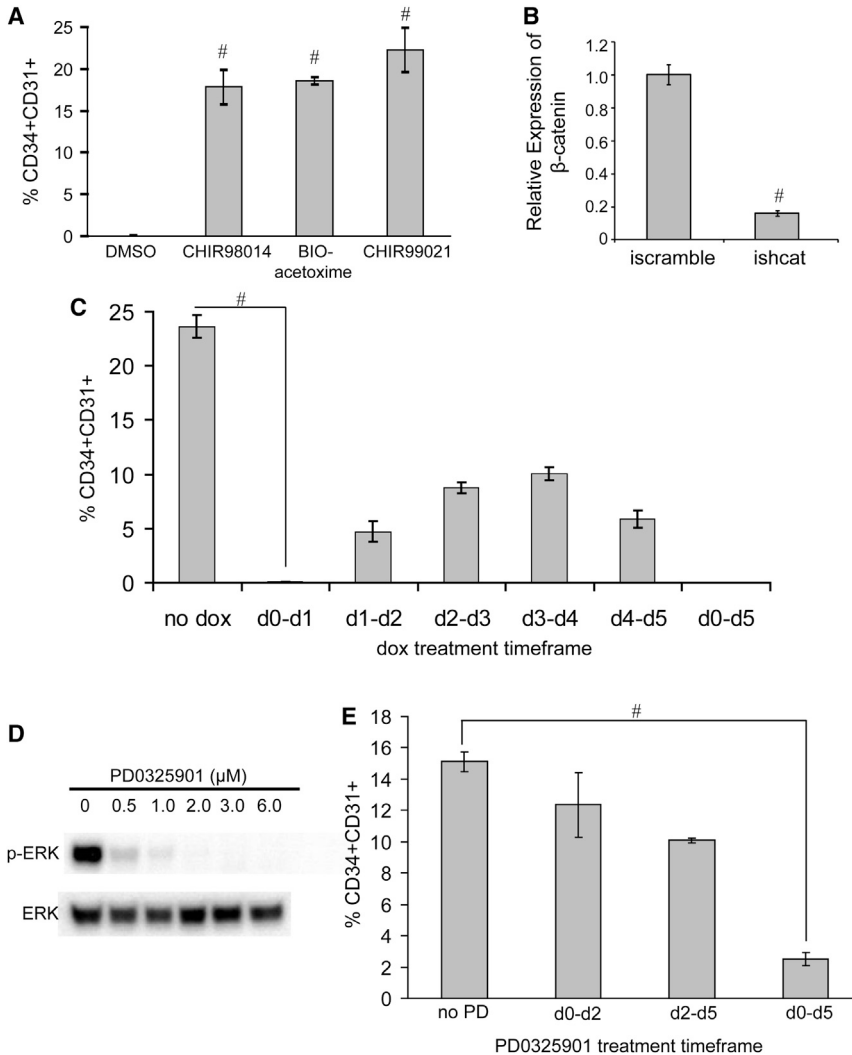 A
% CD34+CD31+
25
20
15
10
5
0
#
#
#
DMSO
CHIR98014
BIO-
acetoxime
CHIR99021
B
Relative Expression of
β-catenin
1.2
1.0
0.8
0.6
0.4
0.2
0
#
iscramble
ishcat
C
% CD34+CD31+
25
20
15
10
5
0
#
no dox
d0-d1
d1-d2
d2-d3
d3-d4
d4-d5
d0-d5
dox treatment timeframe
D
PD0325901 (μM)
0 0.5 1.0 2.0 3.0 6.0
p-ERK
ERK
E
% CD34+CD31+
18
16
14
12
10
8
6
4
2
0
#
no PD
d0-d2
d2-d5
d0-d5
PD0325901 treatment timeframe